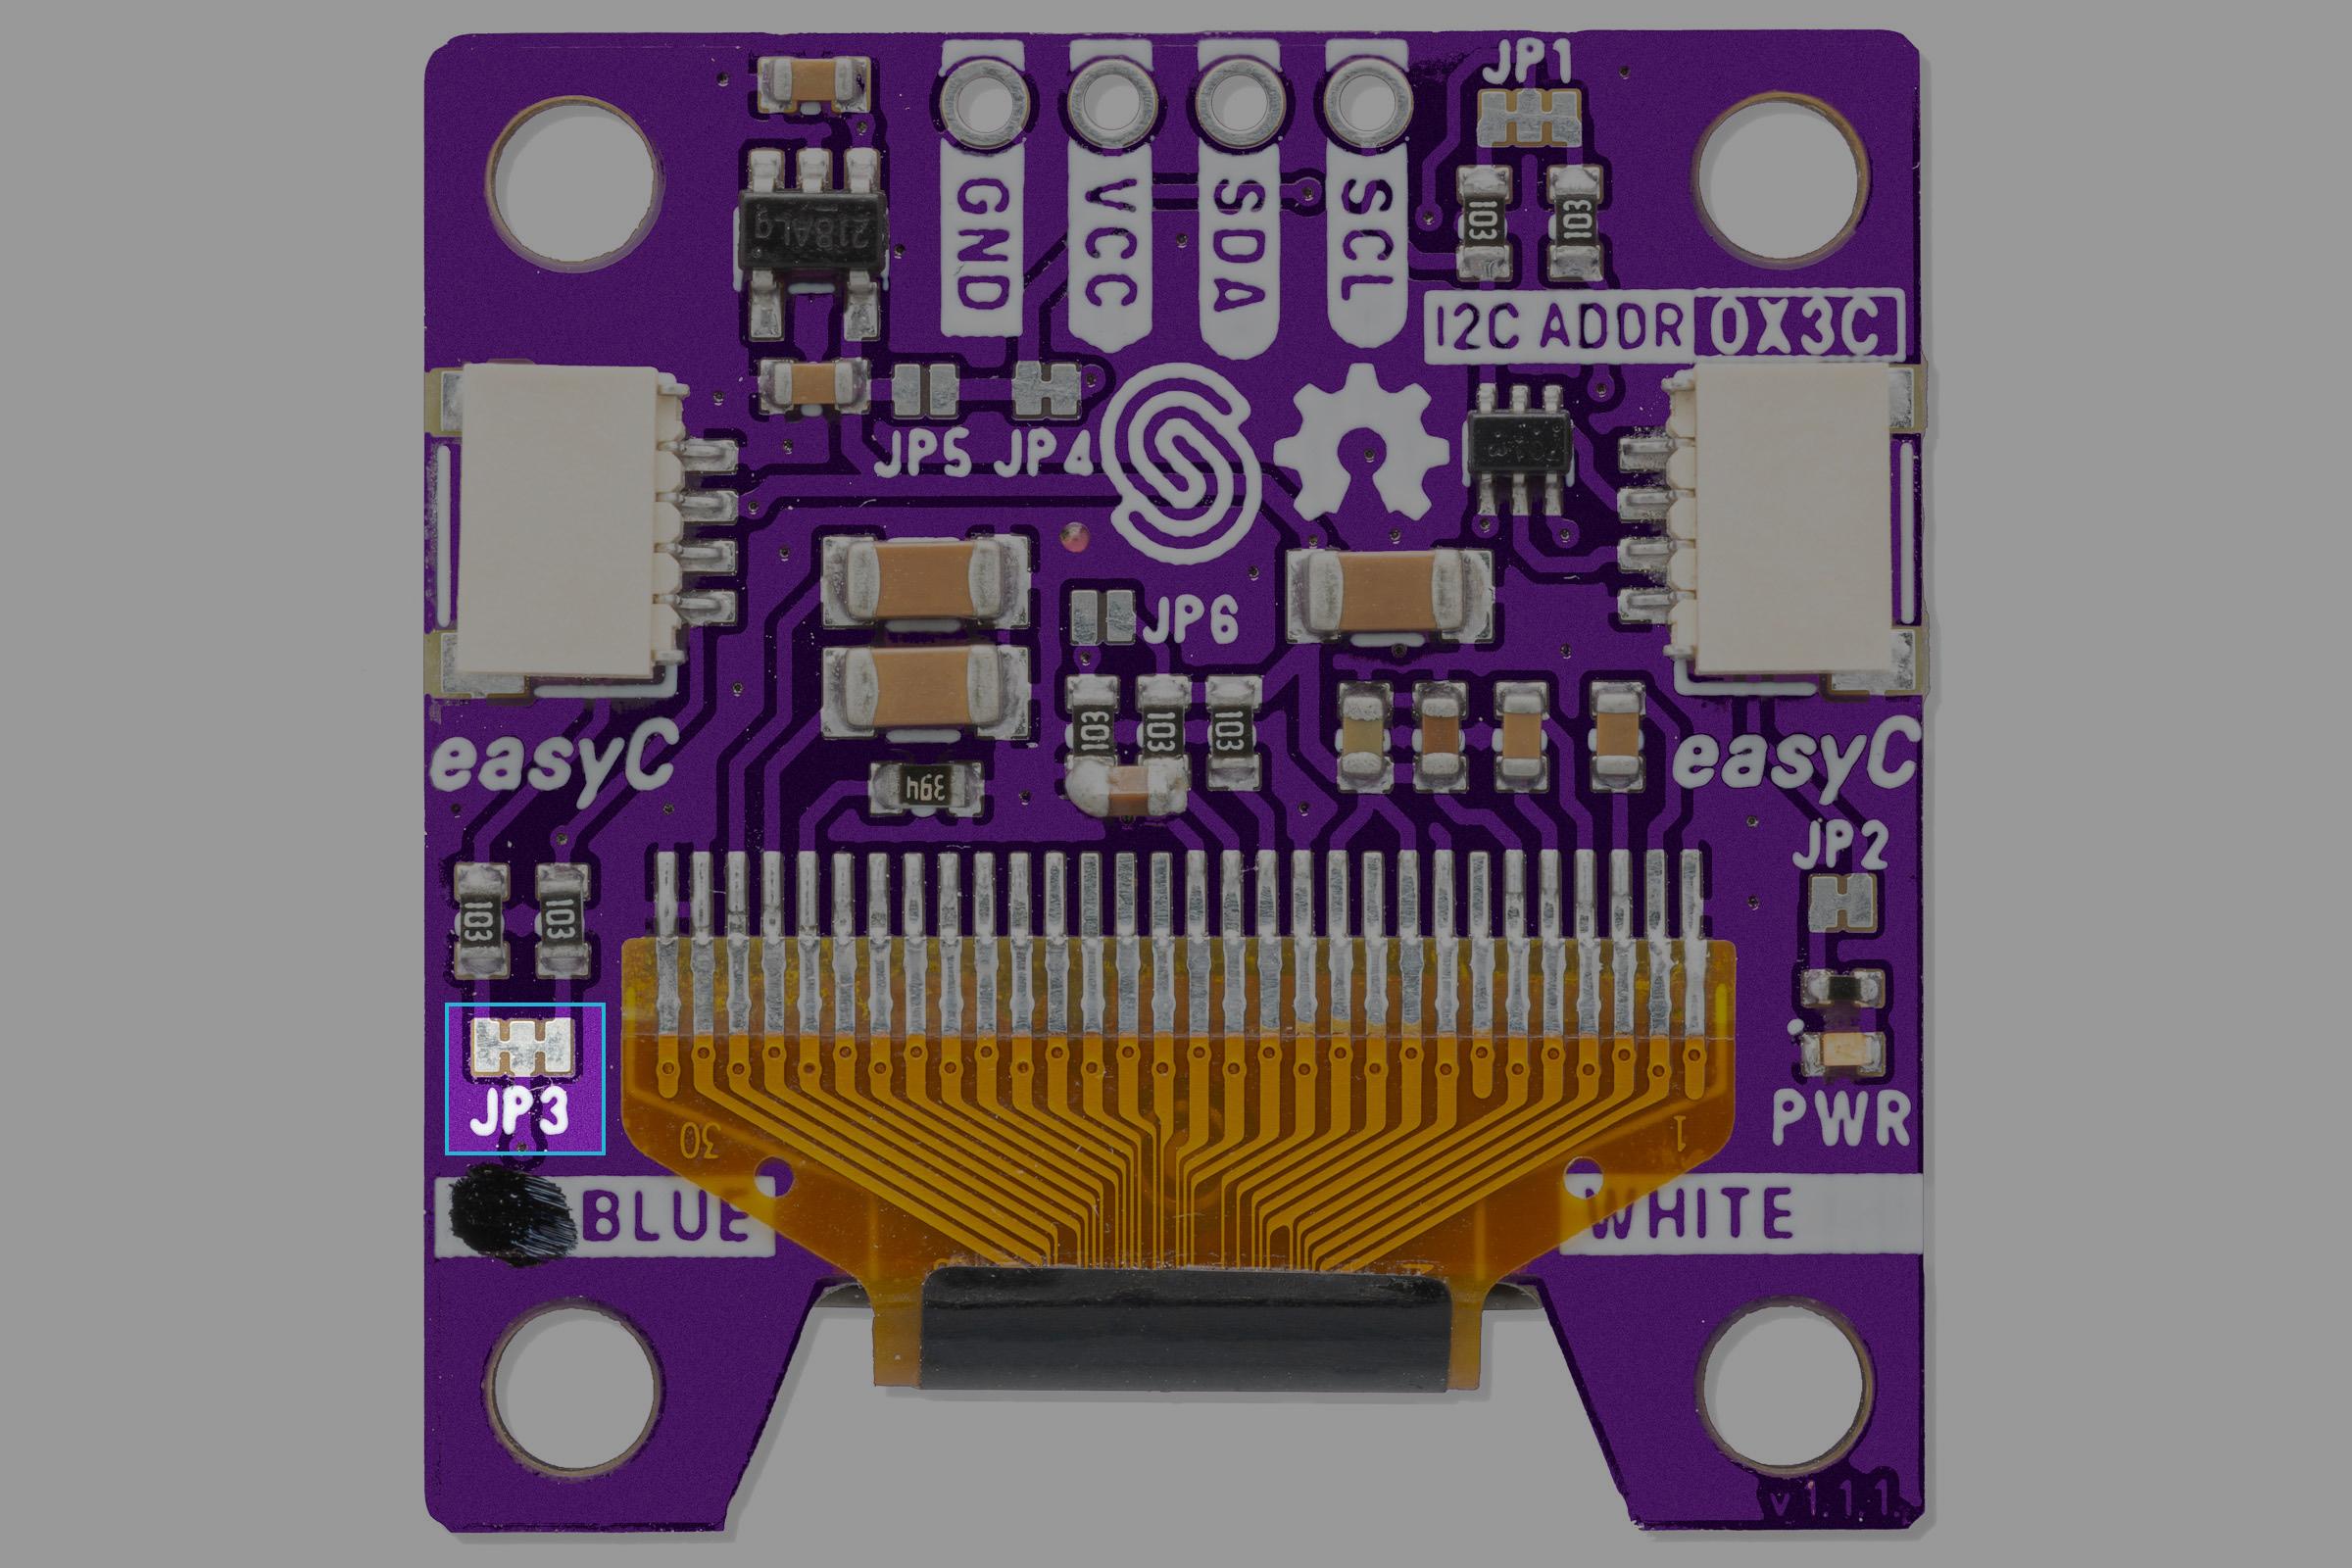 JP1
GND
VCC
SDA
SCL
103
103
I2C ADDR 0X3C
JP5 JP4
JP6
easyC
103
103
103
easyC
394
JP2
103
103
JP3
PWR
30
1
BLUE
WHITE
v1.1.1.